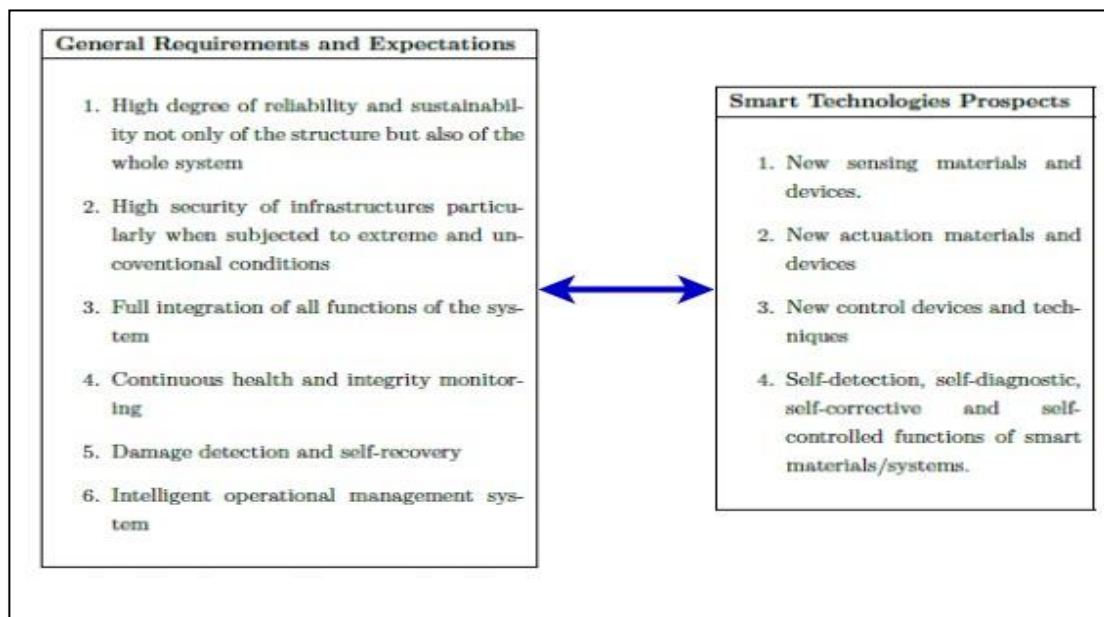 General Requirements and Expectations
1. High degree of reliability and sustainabil-
ity not only of the structure but also of the
whole system
2. High security of infrastructures particu-
larly when subjected to extreme and un-
coventional conditions
3. Full integration of all functions of the sys-
tem
4. Continuous health and integrity monitor-
ing
5. Damage detection and self-recovery
6. Intelligent operational management sys-
tem
Smart Technologies Prospects
1. New sensing materials and
devices.
2. New actuation materials and
devices
3. New control devices and tech-
niques
4. Self-detection, self-diagnostic,
self-corrective and self-
controlled functions of smart
materials/systems.